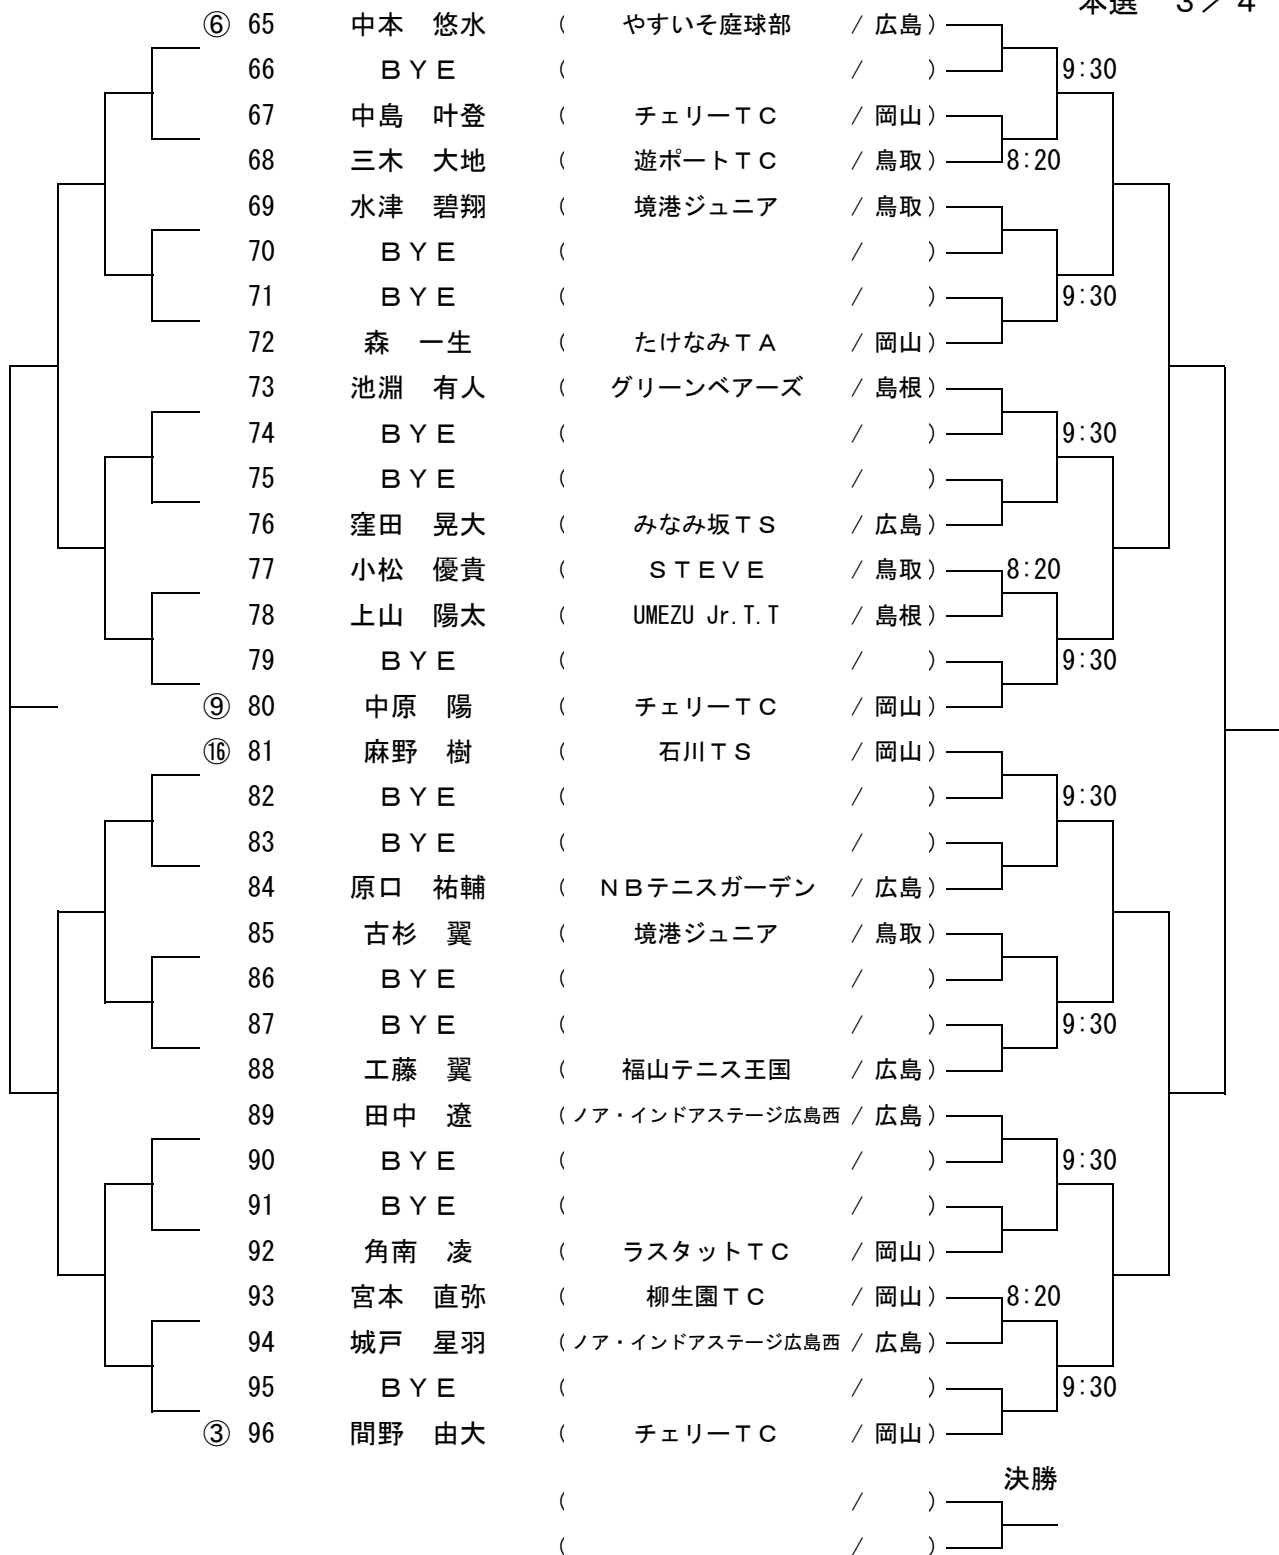 本選　３／４
⑥ 65 中本　悠水 ( やすいそ庭球部 / 広島 )
66 ＢＹＥ ( / ) 9:30
67 中島　叶登 ( チェリーＴＣ / 岡山 )
68 三木　大地 ( 遊ポートＴＣ / 鳥取 ) 8:20
69 水津　碧翔 ( 境港ジュニア / 鳥取 )
70 ＢＹＥ ( / )
71 ＢＹＥ ( / ) 9:30
72 森　一生 ( たけなみＴＡ / 岡山 )
73 池淵　有人 ( グリーンベアーズ / 島根 )
74 ＢＹＥ ( / ) 9:30
75 ＢＹＥ ( / )
76 窪田　晃大 ( みなみ坂ＴＳ / 広島 )
77 小松　優貴 ( ＳＴＥＶＥ / 鳥取 ) 8:20
78 上山　陽太 ( UMEZU Jr.T.T / 島根 )
79 ＢＹＥ ( / ) 9:30
⑨ 80 中原　陽 ( チェリーＴＣ / 岡山 )
⑯ 81 麻野　樹 ( 石川ＴＳ / 岡山 )
82 ＢＹＥ ( / ) 9:30
83 ＢＹＥ ( / )
84 原口　祐輔 ( ＮＢテニスガーデン / 広島 )
85 古杉　翼 ( 境港ジュニア / 鳥取 )
86 ＢＹＥ ( / )
87 ＢＹＥ ( / ) 9:30
88 工藤　翼 ( 福山テニス王国 / 広島 )
89 田中　遼 ( ノア・インドアステージ広島西 / 広島 )
90 ＢＹＥ ( / ) 9:30
91 ＢＹＥ ( / )
92 角南　凌 ( ラスタットＴＣ / 岡山 )
93 宮本　直弥 ( 柳生園ＴＣ / 岡山 ) 8:20
94 城戸　星羽 ( ノア・インドアステージ広島西 / 広島 )
95 ＢＹＥ ( / ) 9:30
③ 96 間野　由大 ( チェリーＴＣ / 岡山 )
決勝
( / )
( / )